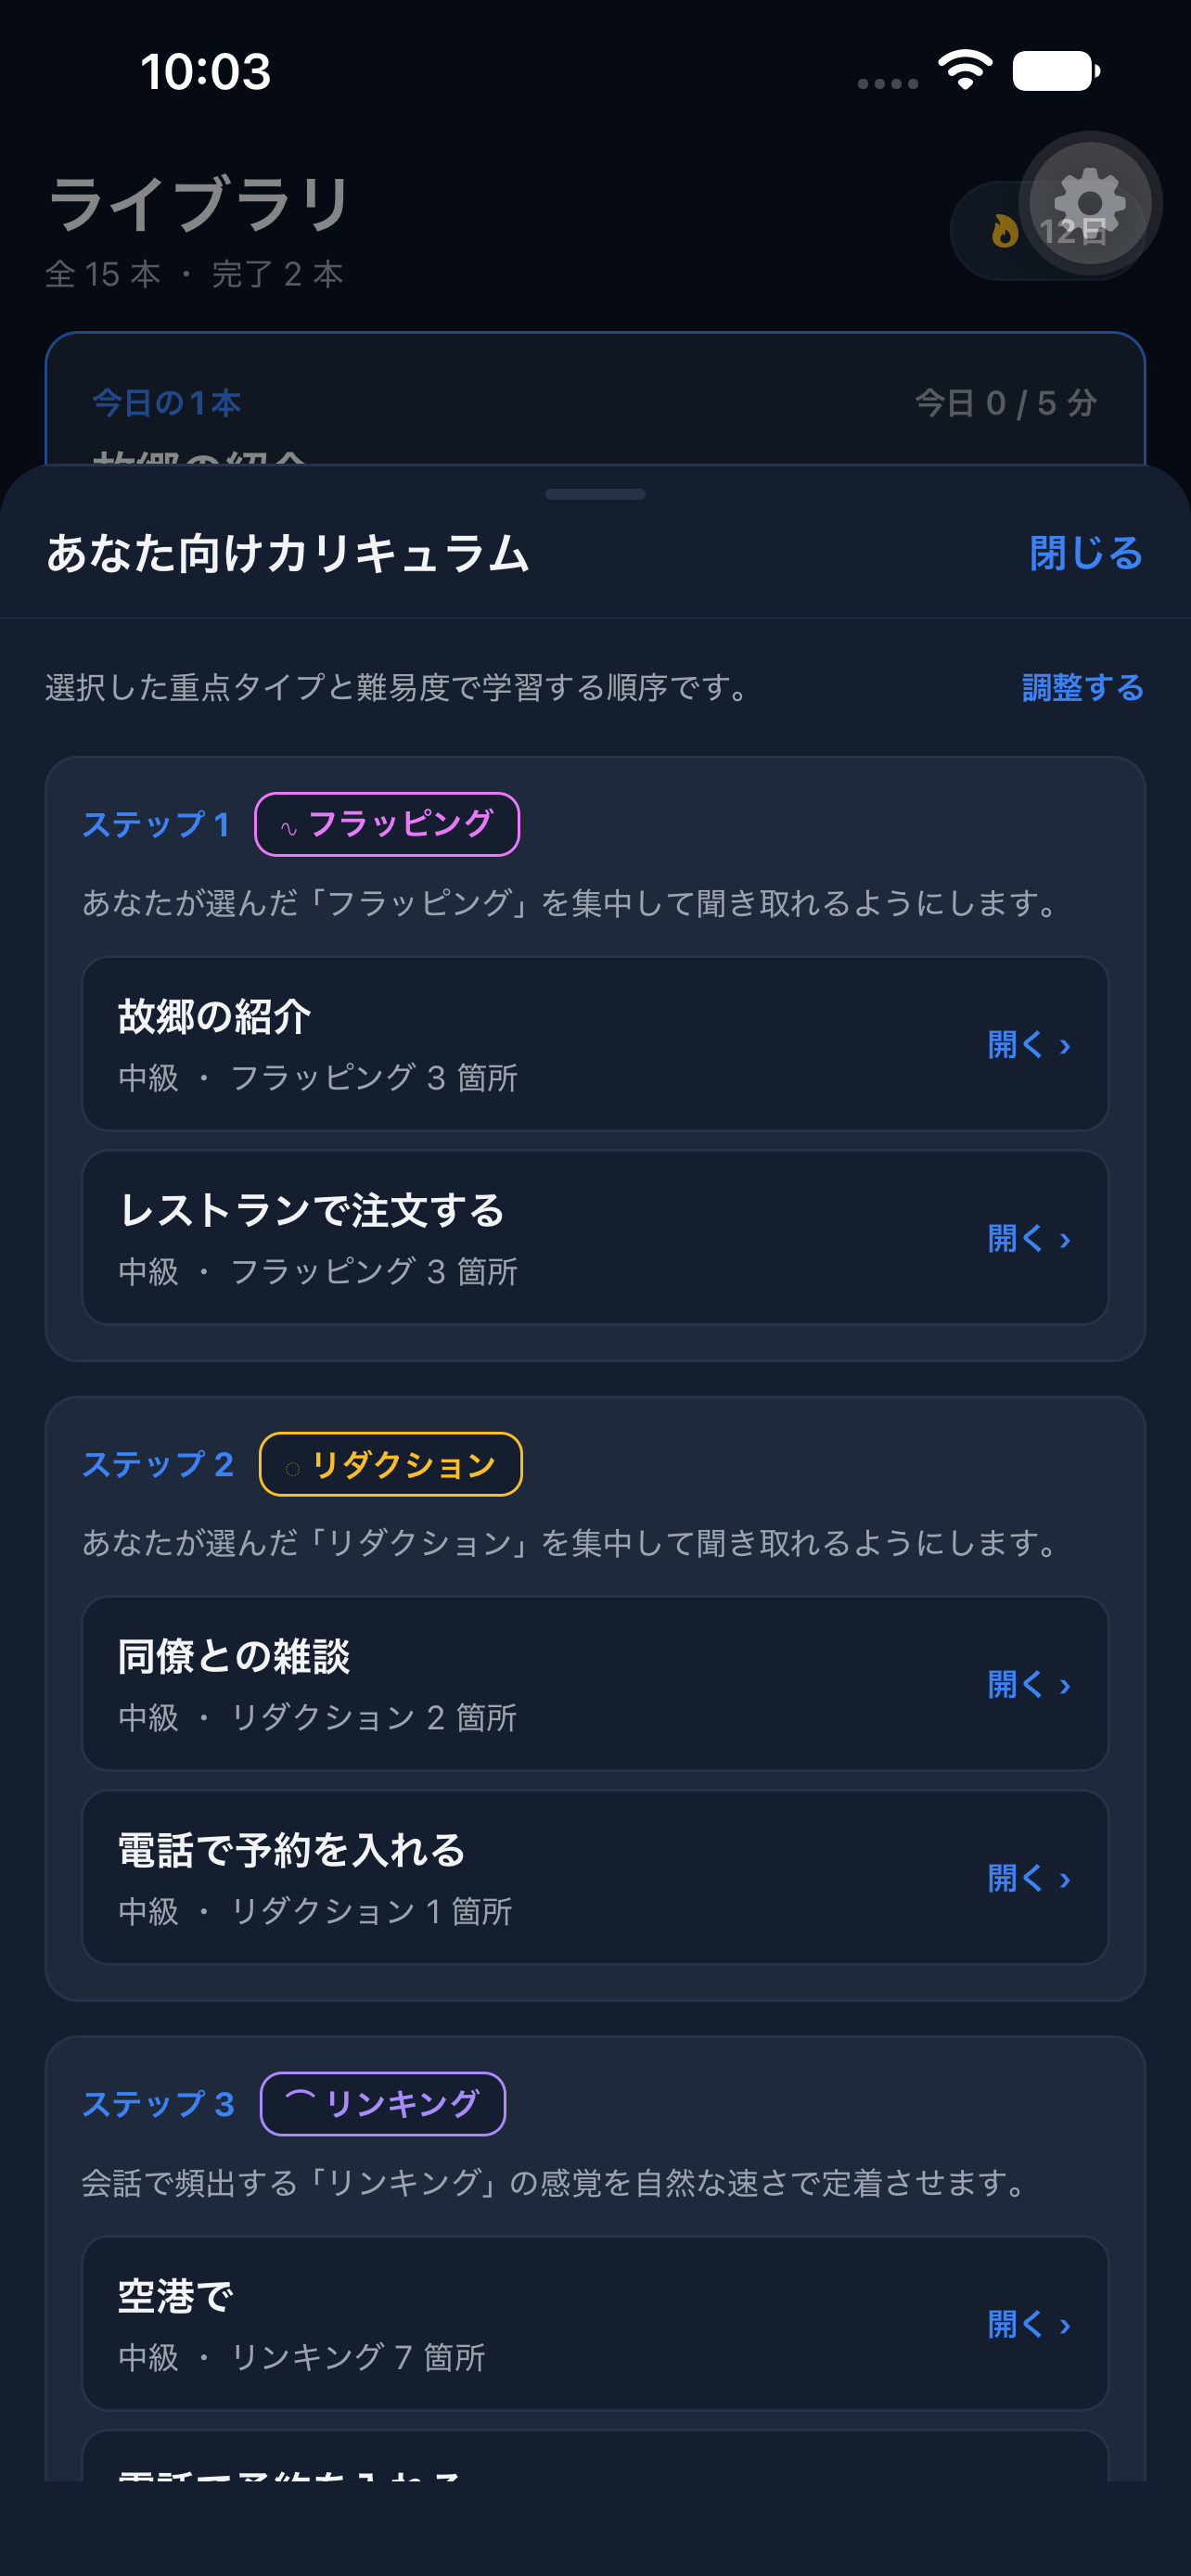 10:03
ライブラリ
12日
全 15 本 ・ 完了 2 本
今日の1本
今日 0 / 5 分
故郷の紹介
あなた向けカリキュラム
閉じる
選択した重点タイプと難易度で学習する順序です。
調整する
ステップ 1
フラッピング
あなたが選んだ「フラッピング」を集中して聞き取れるようにします。
故郷の紹介
中級 ・ フラッピング 3 箇所
開く ›
レストランで注文する
中級 ・ フラッピング 3 箇所
開く ›
ステップ 2
リダクション
あなたが選んだ「リダクション」を集中して聞き取れるようにします。
同僚との雑談
中級 ・ リダクション 2 箇所
開く ›
電話で予約を入れる
中級 ・ リダクション 1 箇所
開く ›
ステップ 3
リンキング
会話で頻出する「リンキング」の感覚を自然な速さで定着させます。
空港で
中級 ・ リンキング 7 箇所
開く ›
電話で予約を入れる